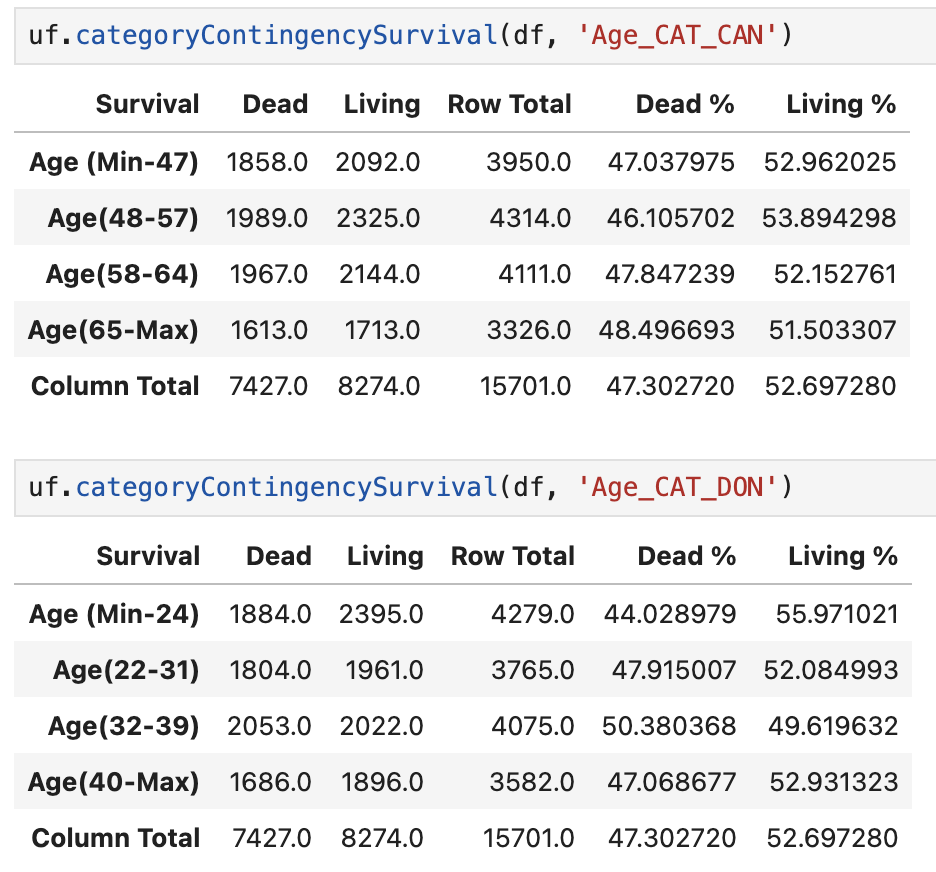 uf.categoryContingencySurvival(df, 'Age_CAT_CAN')
Survival Dead Living Row Total Dead % Living %
Age (Min-47) 1858.0 2092.0 3950.0 47.037975 52.962025
Age(48-57) 1989.0 2325.0 4314.0 46.105702 53.894298
Age(58-64) 1967.0 2144.0 4111.0 47.847239 52.152761
Age(65-Max) 1613.0 1713.0 3326.0 48.496693 51.503307
Column Total 7427.0 8274.0 15701.0 47.302720 52.697280
uf.categoryContingencySurvival(df, 'Age_CAT_DON')
Survival Dead Living Row Total Dead % Living %
Age (Min-24) 1884.0 2395.0 4279.0 44.028979 55.971021
Age(22-31) 1804.0 1961.0 3765.0 47.915007 52.084993
Age(32-39) 2053.0 2022.0 4075.0 50.380368 49.619632
Age(40-Max) 1686.0 1896.0 3582.0 47.068677 52.931323
Column Total 7427.0 8274.0 15701.0 47.302720 52.697280